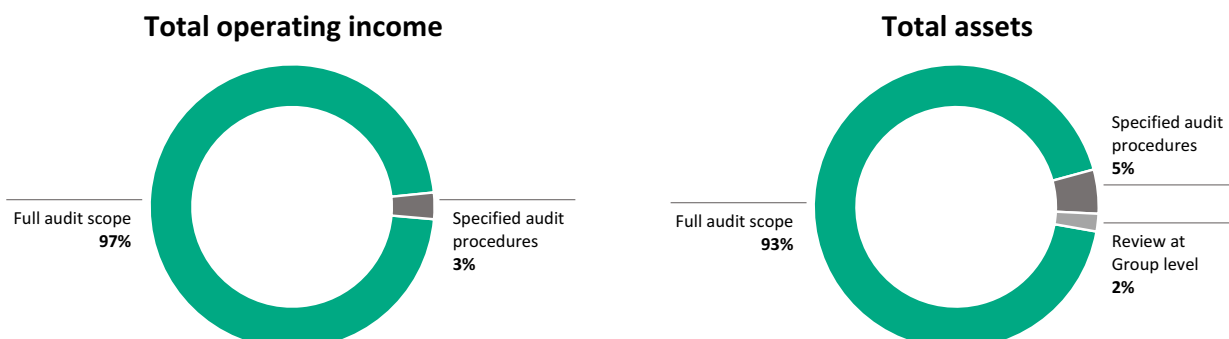 Total operating income
Full audit scope
97%
Specified audit
procedures
3%
Total assets
Full audit scope
93%
Specified audit
procedures
5%
Review at
Group level
2%